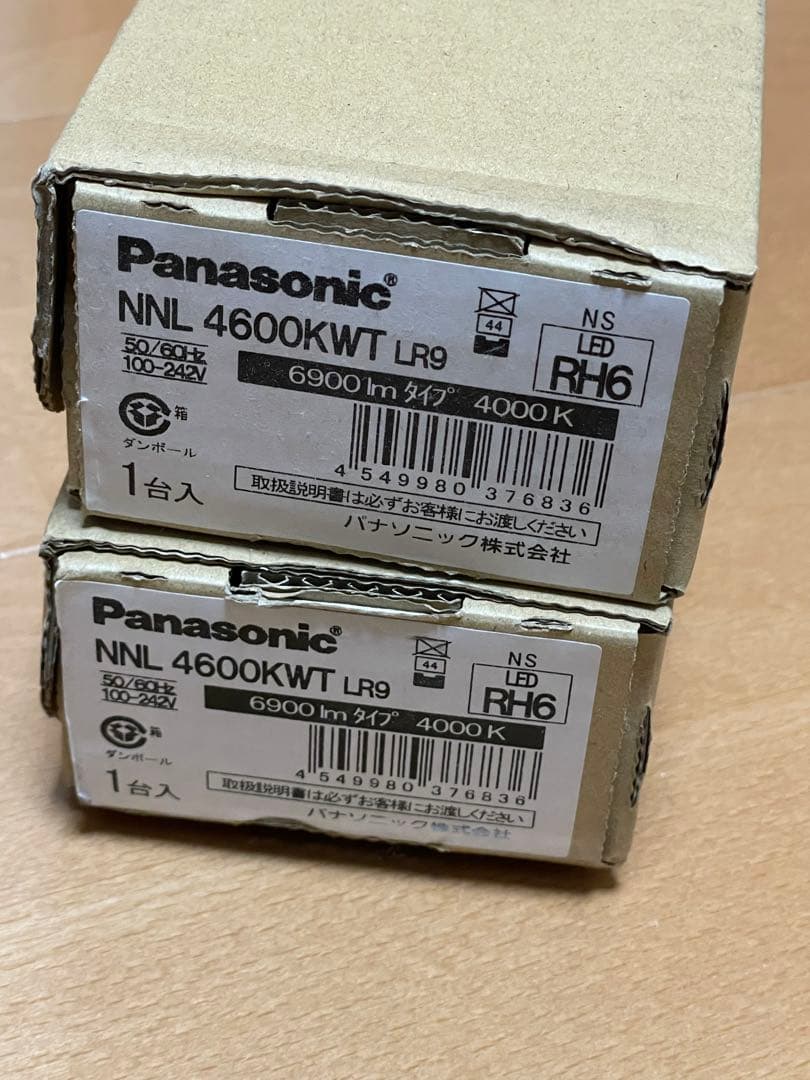 Panasonic®
NNL 4600KWT LR9
44
NS
LED
RH6
50/60Hz
100-242V
6900 lm タイプ 4000 K
箱
ダンボール
4 549980 376836
1台入
取扱説明書は必ずお客様にお渡しください
パナソニック株式会社
Panasonic®
NNL 4600KWT LR9
44
NS
LED
RH6
50/60Hz
100-242V
6900 lm タイプ 4000 K
箱
ダンボール
4 549980 376836
1台入
取扱説明書は必ずお客様にお渡しください
パナソニック株式会社